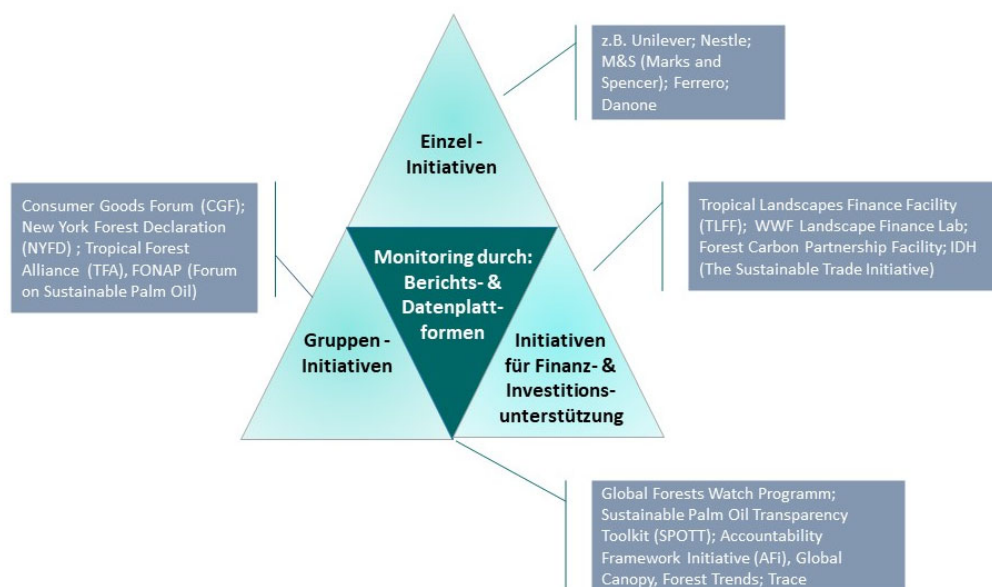 z.B. Unilever; Nestle;
M&S (Marks and
Spencer); Ferrero;
Danone
Einzel -
Initiativen
Consumer Goods Forum (CGF);
New York Forest Declaration
(NYFD) ; Tropical Forest
Alliance (TFA), FONAP (Forum
on Sustainable Palm Oil)
Tropical Landscapes Finance Facility
(TLFF); WWF Landscape Finance Lab;
Forest Carbon Partnership Facility; IDH
(The Sustainable Trade Initiative)
Monitoring durch:
Berichts- &
Datenplatt-
formen
Gruppen -
Initiativen
Initiativen
für Finanz- &
Investitions-
unterstützung
Global Forests Watch Programm;
Sustainable Palm Oil Transparency
Toolkit (SPOTT); Accountability
Framework Initiative (AFi), Global
Canopy, Forest Trends; Trace